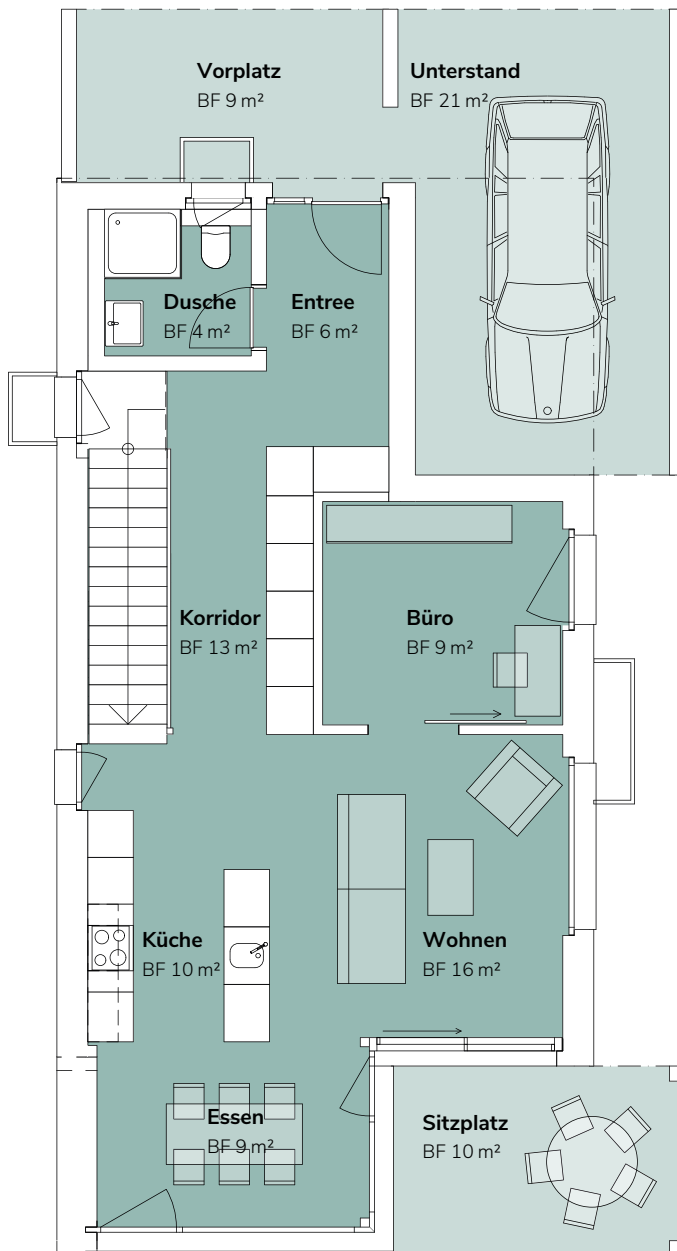 Vorplatz
BF 9 m²
Unterstand
BF 21 m²
Dusche
BF 4 m²
Entree
BF 6 m²
Korridor
BF 13 m²
Büro
BF 9 m²
Küche
BF 10 m²
Wohnen
BF 16 m²
Essen
BF 9 m²
Sitzplatz
BF 10 m²